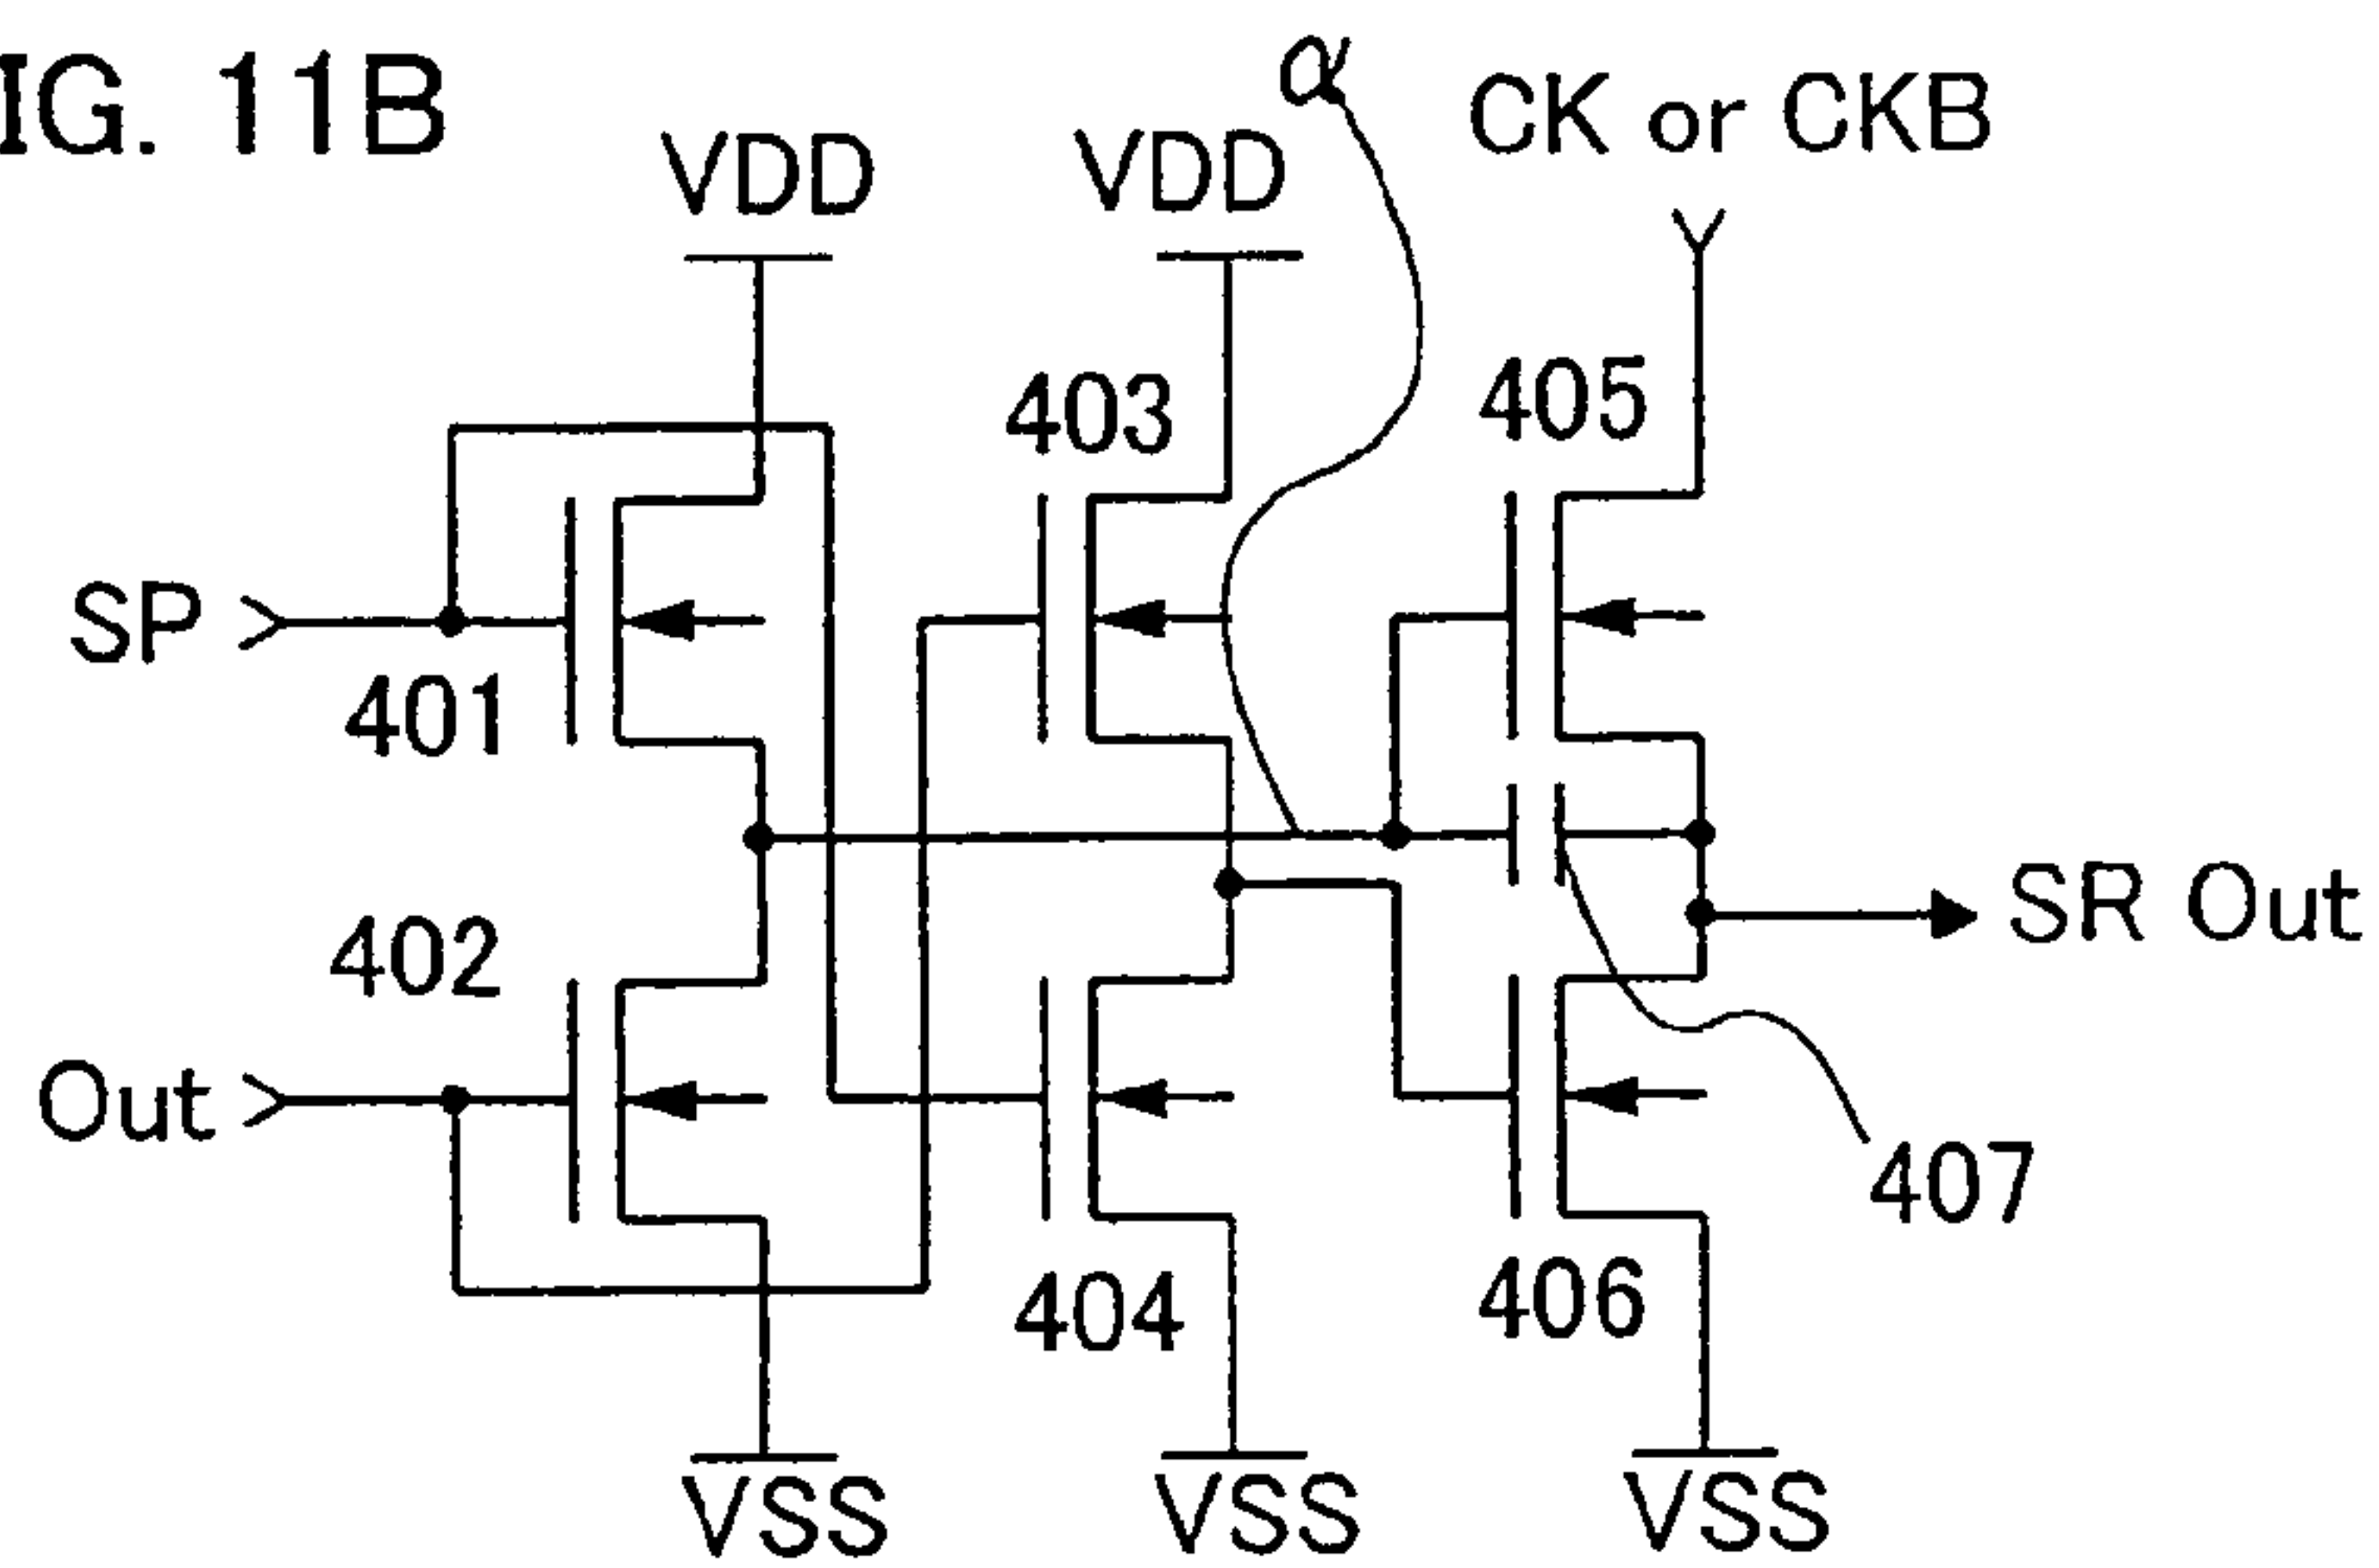 IG. 11B
α
CK or CKB
VDD
VDD
403
405
SP
401
402
SR Out
Out
407
404
406
VSS
VSS
VSS